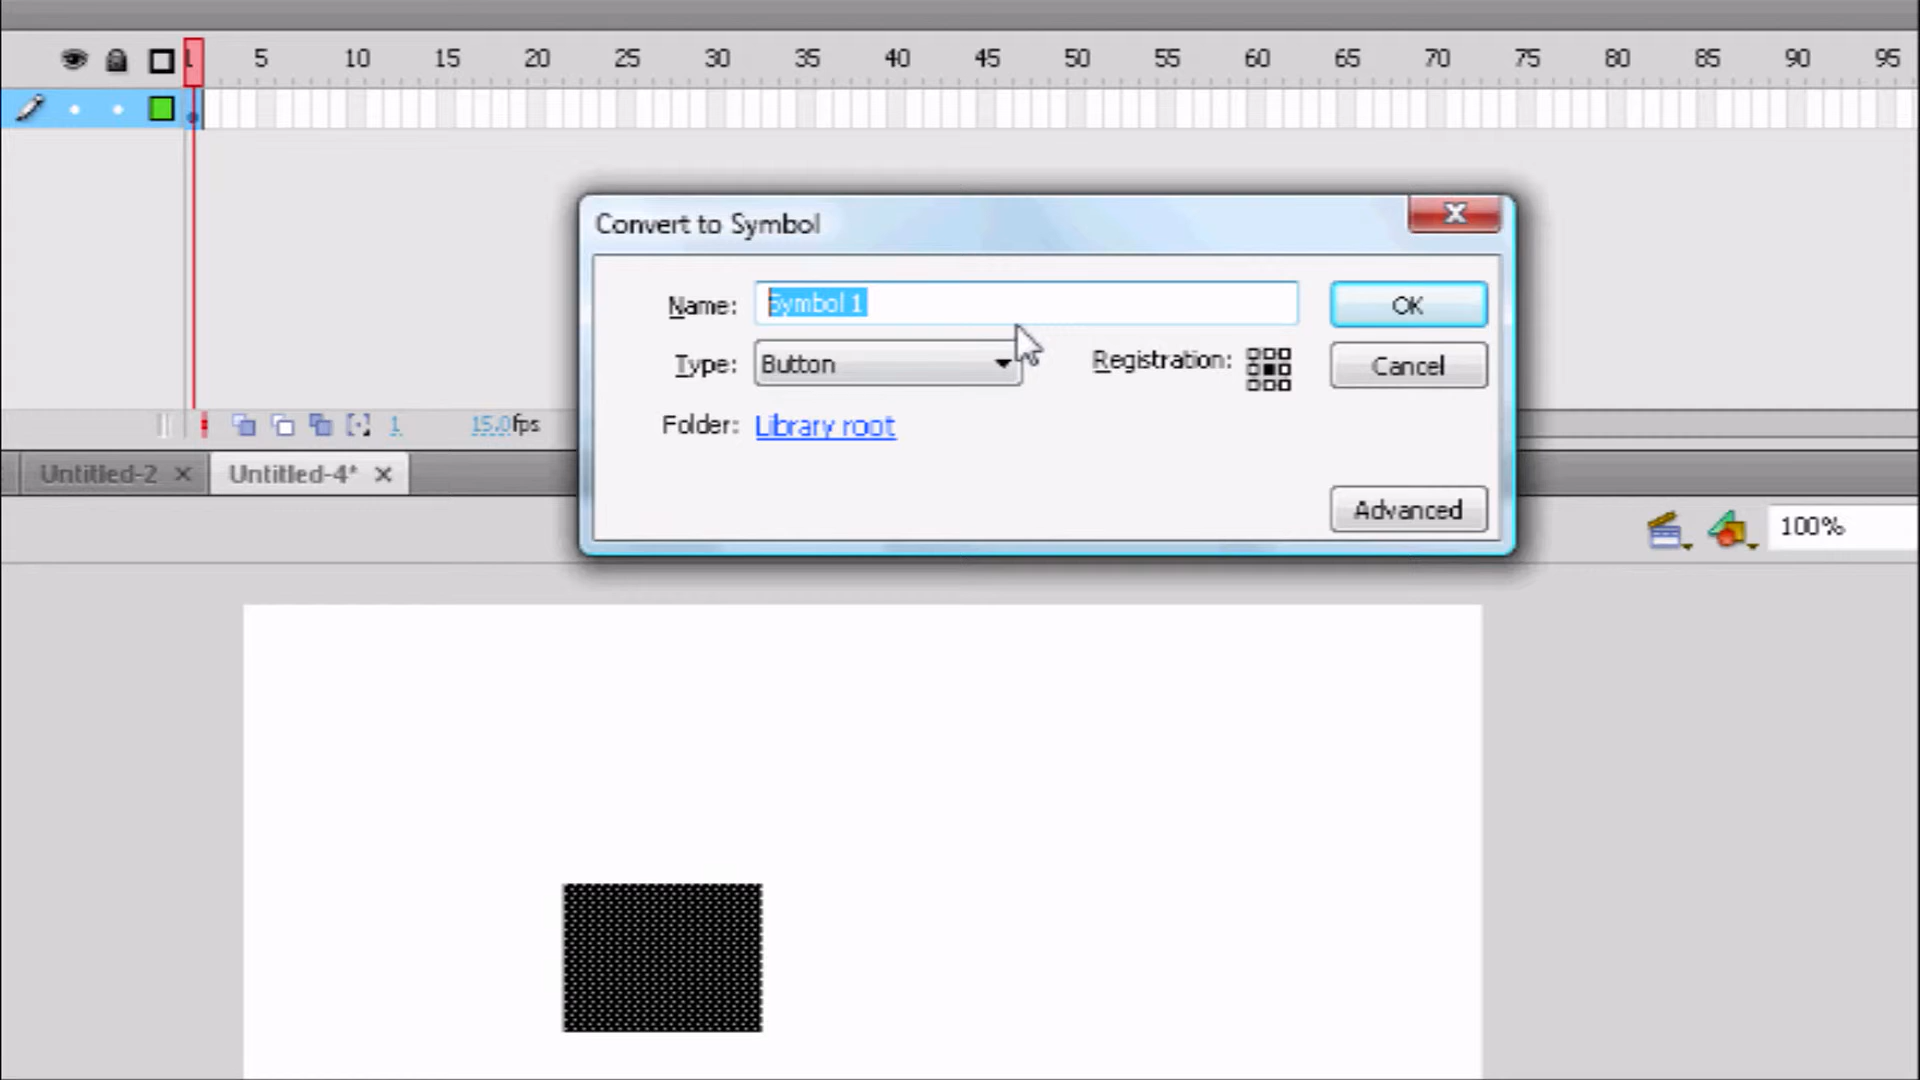 1 5 10 15 20 25 30 35 40 45 50 55 60 65 70 75 80 85 90 95
Convert to Symbol
Name: Symbol 1 OK
Type: Button Registration: Cancel
Folder: Library root
1 15.0fps
Untitled-2 Untitled-4*
Advanced
100%